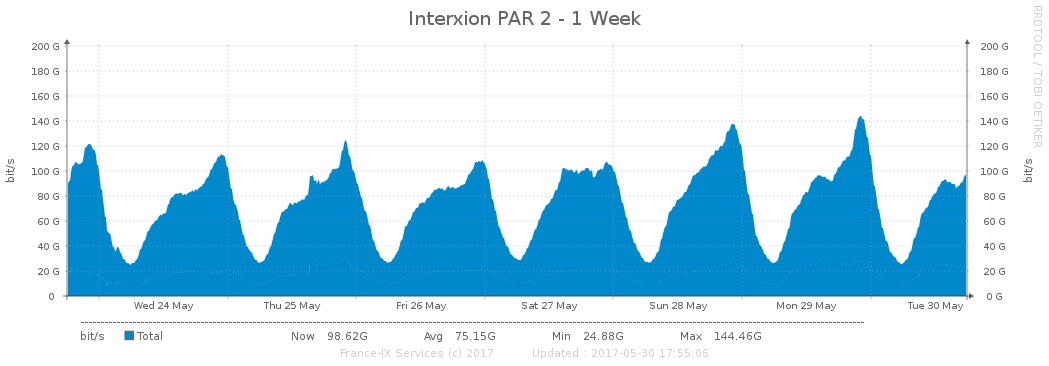 Interxion PAR 2 - 1 Week
RRDTOOL / TOBI OETIKER
bit/s
200 G 200 G
180 G 180 G
160 G 160 G
140 G 140 G
120 G 120 G
100 G 100 G
80 G 80 G
60 G 60 G
40 G 40 G
20 G 20 G
0 0 G
bit/s
Wed 24 May Thu 25 May Fri 26 May Sat 27 May Sun 28 May Mon 29 May Tue 30 May
bit/s Total Now 98.62G Avg 75.15G Min 24.88G Max 144.46G
France-IX Services (c) 2017 Updated : 2017-05-30 17:55:06